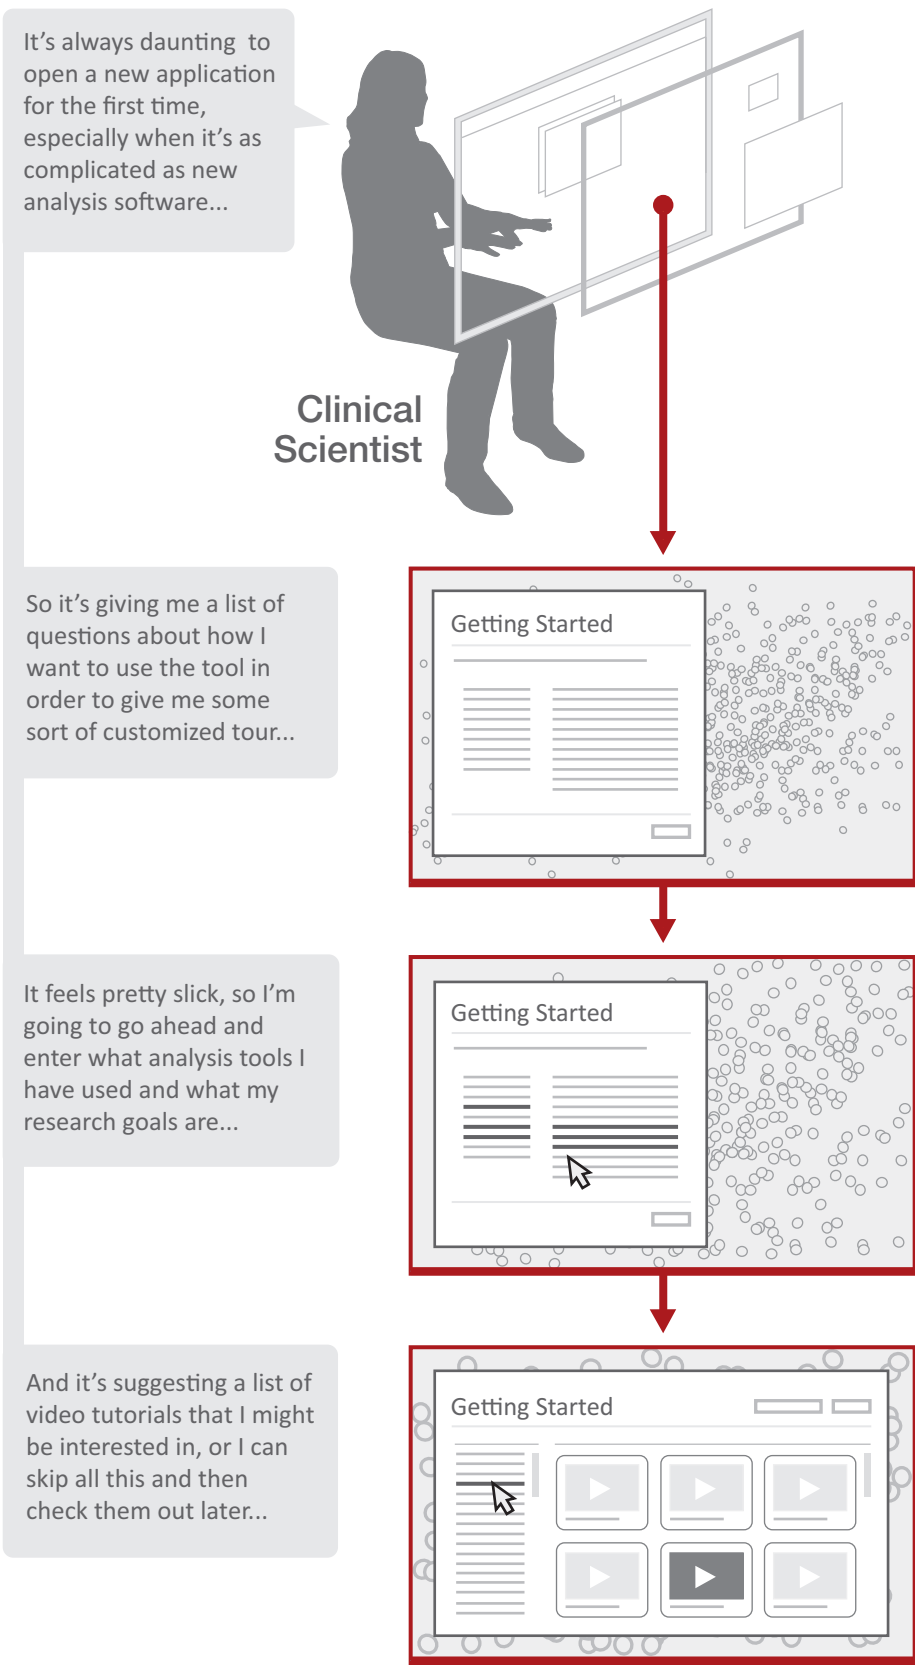 It's always daunting  to
open a new application
for the first time,
especially when it's as
complicated as new
analysis software...
Clinical
Scientist
So it's giving me a list of
questions about how I
want to use the tool in
order to give me some
sort of customized tour...
Getting Started
It feels pretty slick, so I'm
going to go ahead and
enter what analysis tools I
have used and what my
research goals are...
Getting Started
And it's suggesting a list of
video tutorials that I might
be interested in, or I can
skip all this and then
check them out later...
Getting Started